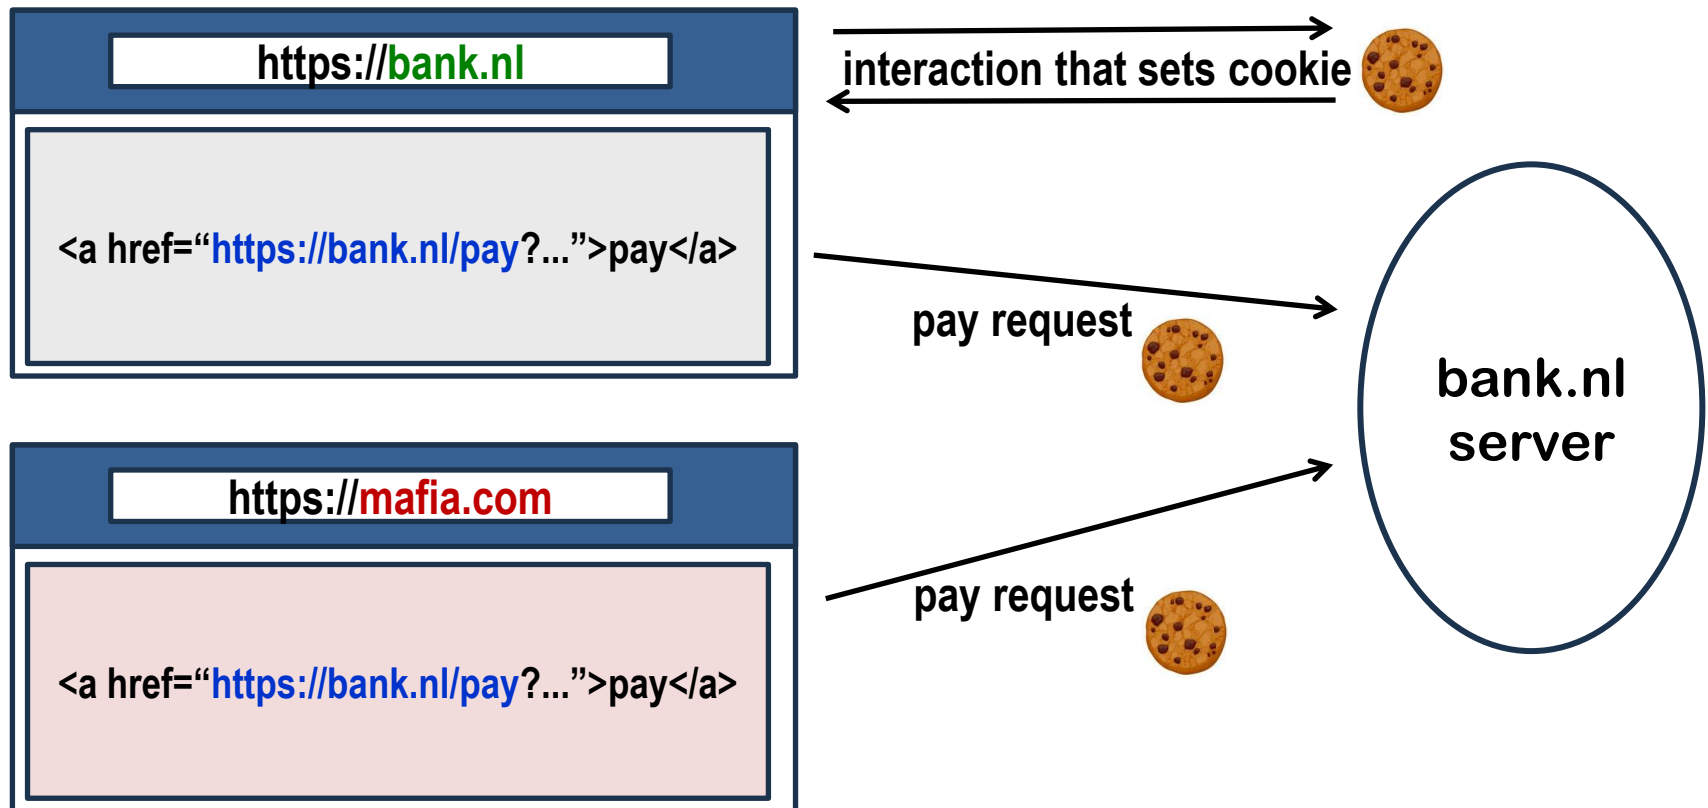 https://bank.nl
interaction that sets cookie
<a href=“https://bank.nl/pay?...”>pay</a>
pay request
bank.nl
server
https://mafia.com
pay request
<a href=“https://bank.nl/pay?...”>pay</a>